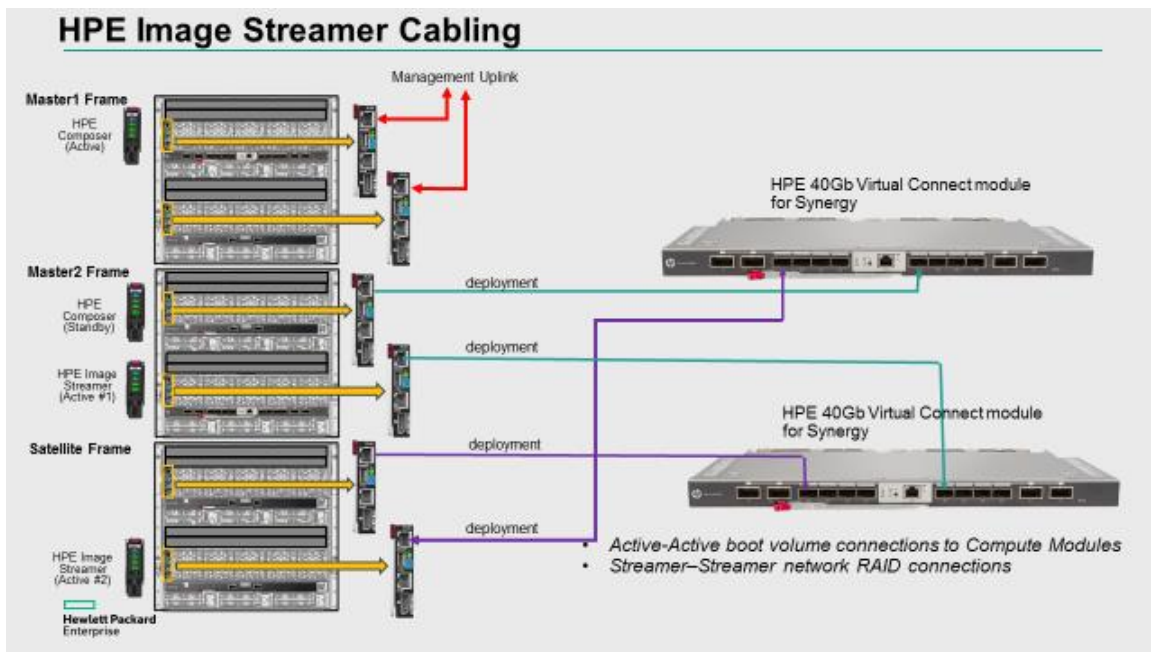 HPE Image Streamer Cabling
Management Uplink
Master1 Frame
HPE
Composer
(Active)
HPE 40Gb Virtual Connect module
for Synergy
Master2 Frame
HPE
Composer
(Standby)
deployment
HPE Image
Streamer
(Active #1)
deployment
HPE 40Gb Virtual Connect module
for Synergy
Satellite Frame
deployment
HPE Image
Streamer
(Active #2)
deployment
• Active-Active boot volume connections to Compute Modules
• Streamer–Streamer network RAID connections
Hewlett Packard
Enterprise